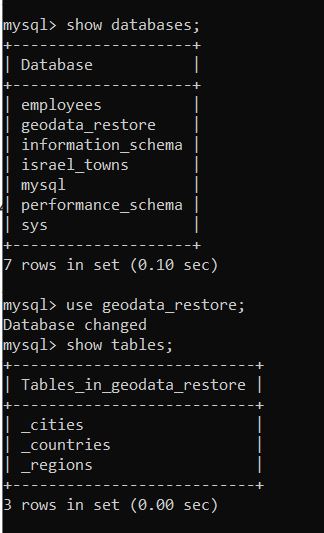 mysql> show databases;
+--------------------+
| Database           |
+--------------------+
| employees          |
| geodata_restore    |
| information_schema |
| israel_towns       |
| mysql              |
| performance_schema |
| sys                |
+--------------------+
7 rows in set (0.10 sec)

mysql> use geodata_restore;
Database changed
mysql> show tables;
+---------------------------+
| Tables_in_geodata_restore |
+---------------------------+
| _cities                   |
| _countries                |
| _regions                  |
+---------------------------+
3 rows in set (0.00 sec)